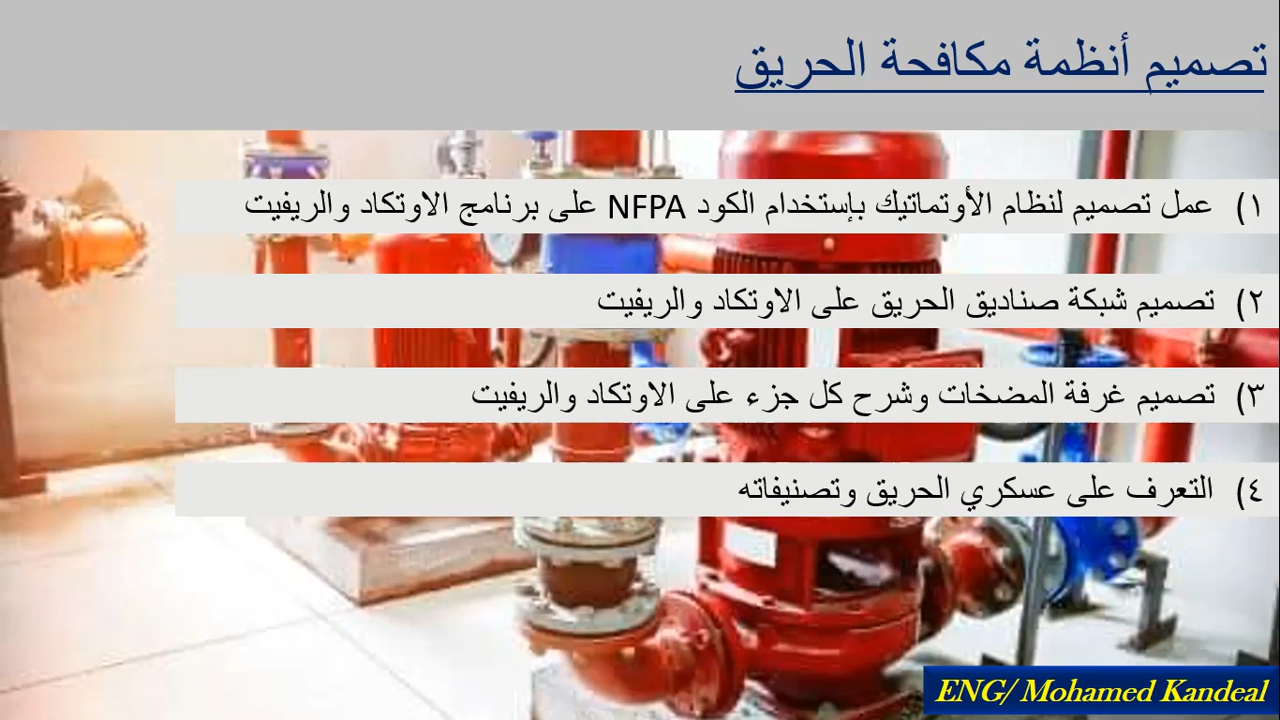 تصميم أنظمة مكافحة الحريق
١) عمل تصميم لنظام الأوتماتيك بإستخدام الكود NFPA على برنامج الاوتكاد والريفيت
٢) تصميم شبكة صناديق الحريق على الاوتكاد والريفيت
٣) تصميم غرفة المضخات وشرح كل جزء على الاوتكاد والريفيت
٤) التعرف على عسكري الحريق وتصنيفاته
ENG/ Mohamed Kandeal